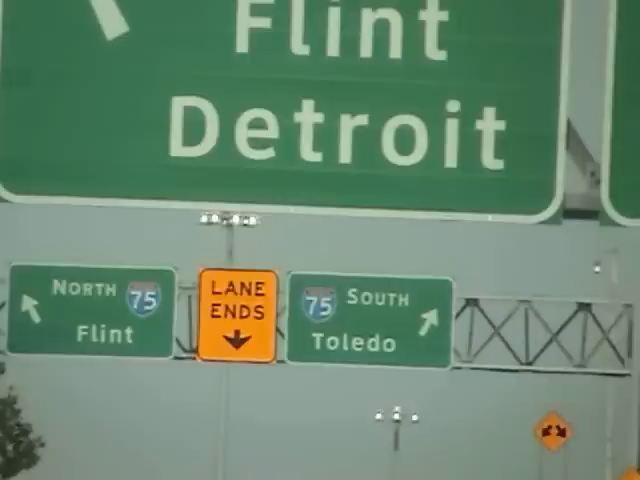 Flint
Detroit
NORTH 75
Flint
LANE
ENDS
75 SOUTH
Toledo